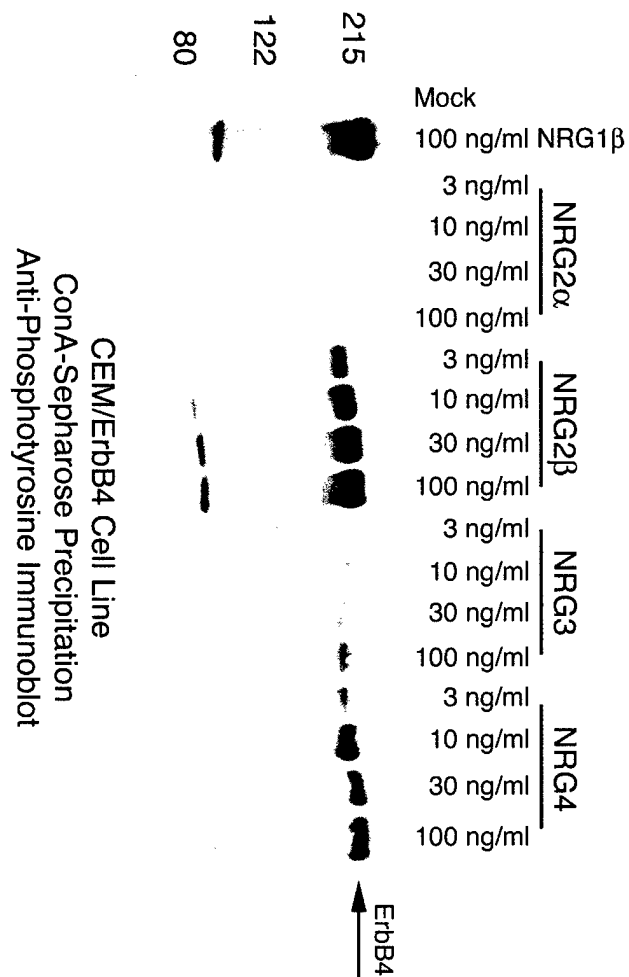 215
122
80
Mock
100 ng/ml NRG1β
3 ng/ml
10 ng/ml
30 ng/ml
100 ng/ml
NRG2α
3 ng/ml
10 ng/ml
30 ng/ml
100 ng/ml
NRG2β
3 ng/ml
10 ng/ml
30 ng/ml
100 ng/ml
NRG3
3 ng/ml
10 ng/ml
30 ng/ml
100 ng/ml
NRG4
ErbB4
CEM/ErbB4 Cell Line
ConA-Sepharose Precipitation
Anti-Phosphotyrosine Immunoblot